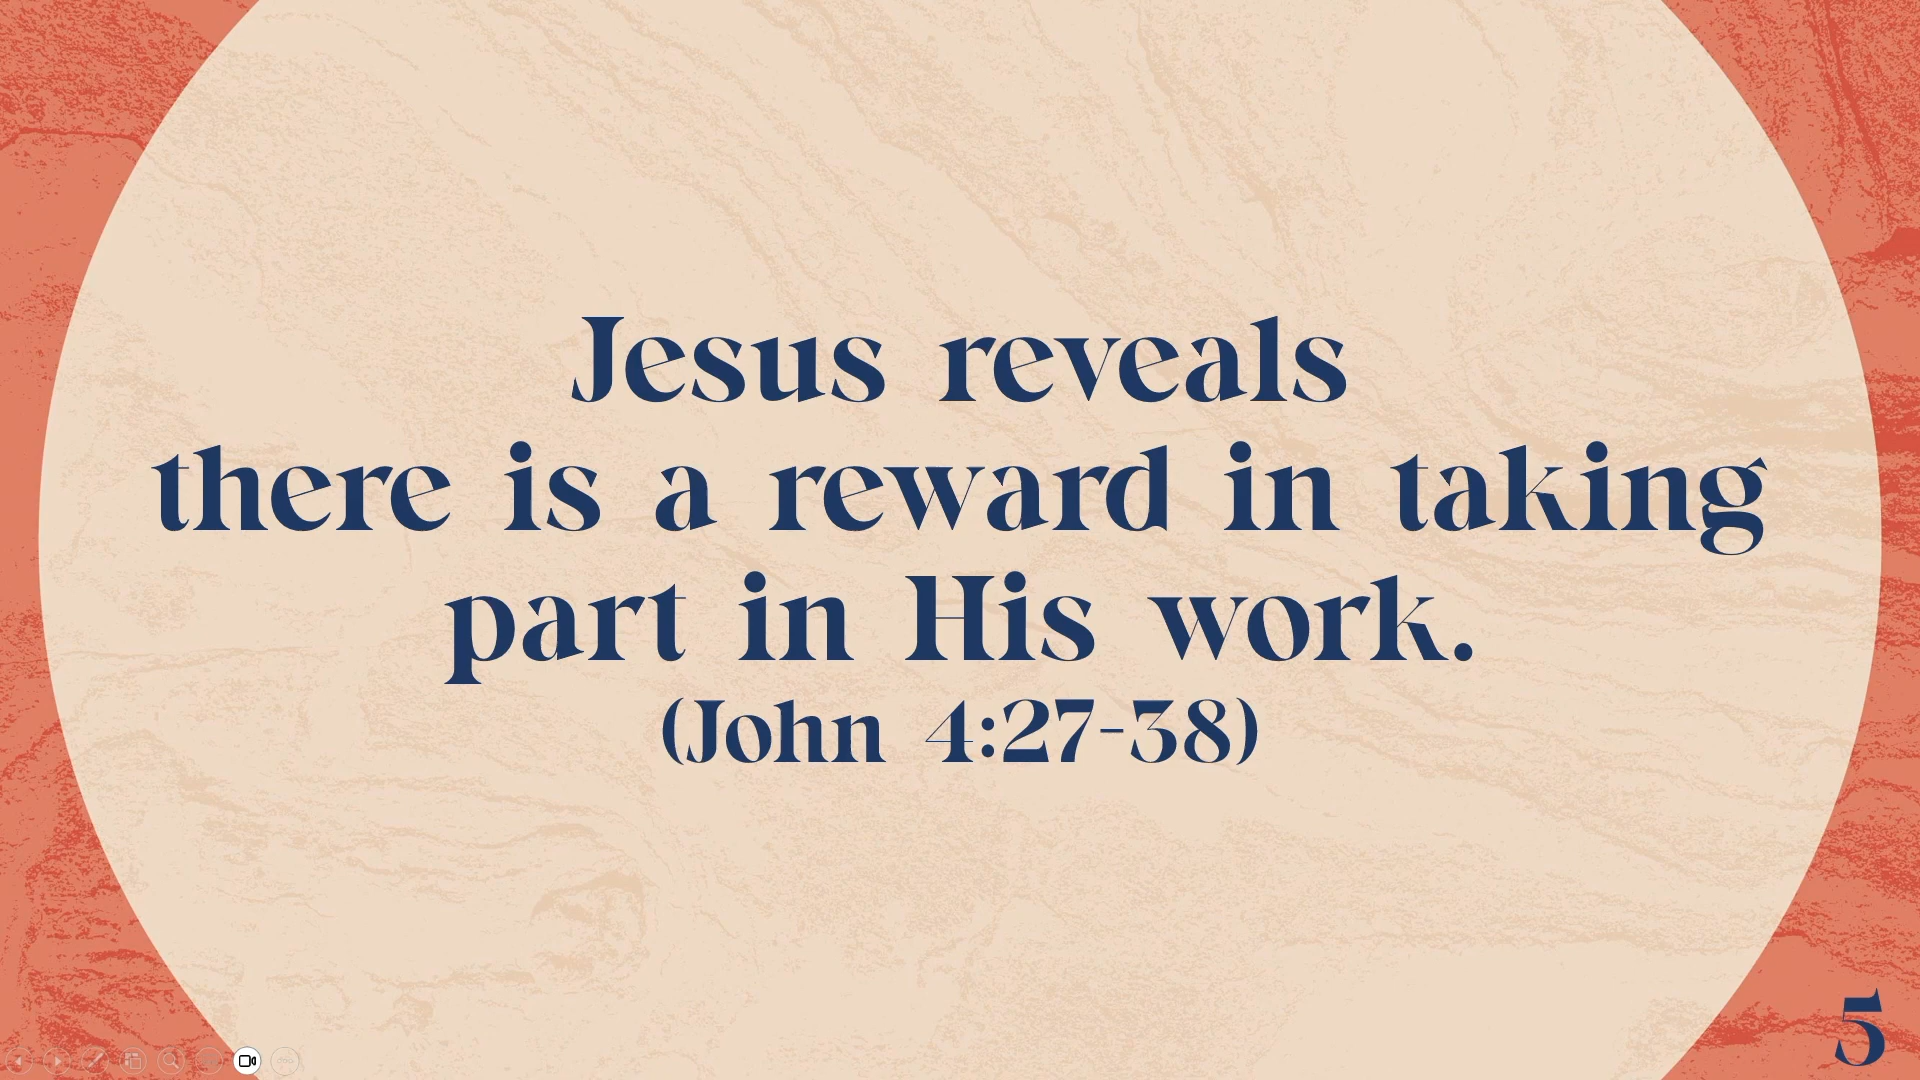 Jesus reveals
there is a reward in taking
part in His work.
(John 4:27-38)
5